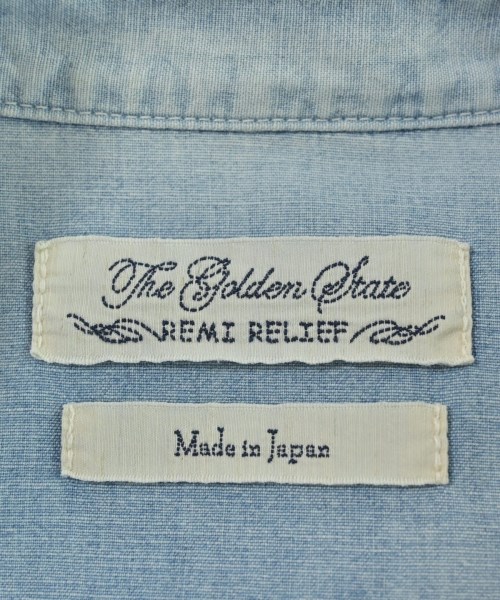 The Golden State
REMI RELIEF
Made in Japan